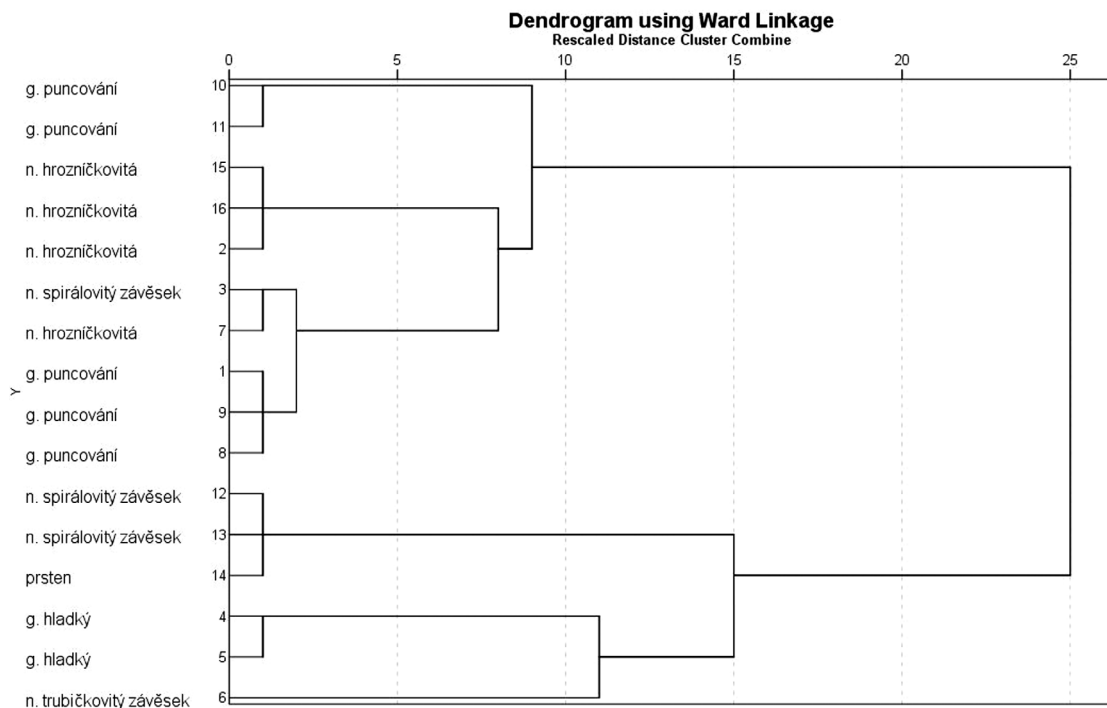 Dendrogram using Ward Linkage
Rescaled Distance Cluster Combine
0 5 10 15 20 25
g. puncování 10
g. puncování 11
n. hrozníčkovitá 15
n. hrozníčkovitá 16
n. hrozníčkovitá 2
n. spirálovitý závěsek 3
n. hrozníčkovitá 7
g. puncování 1
Y
g. puncování 9
g. puncování 8
n. spirálovitý závěsek 12
n. spirálovitý závěsek 13
prsten 14
g. hladký 4
g. hladký 5
n. trubičkovitý závěsek 6